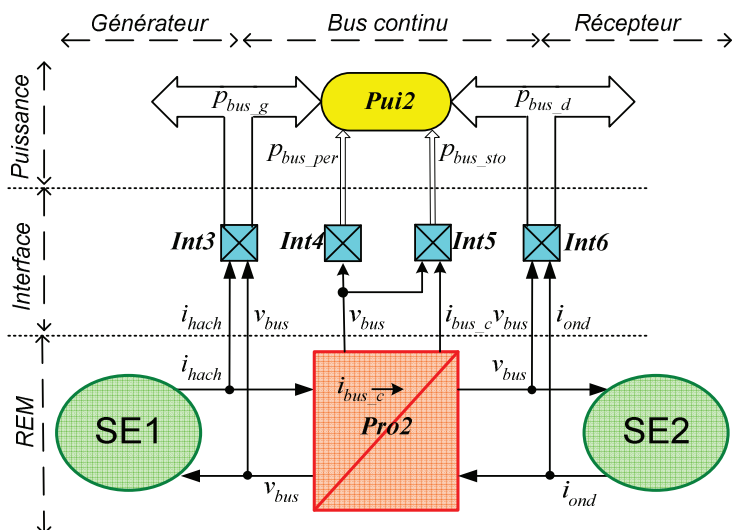 Générateur Bus continu Récepteur
Puissance
p_bus_g Pui2 p_bus_d
p_bus_per p_bus_sto
Interface
Int3 Int4 Int5 Int6
i_hach v_bus v_bus i_bus_c v_bus i_ond
REM
i_hach i_bus_c v_bus
SE1 Pro2 SE2
v_bus i_ond